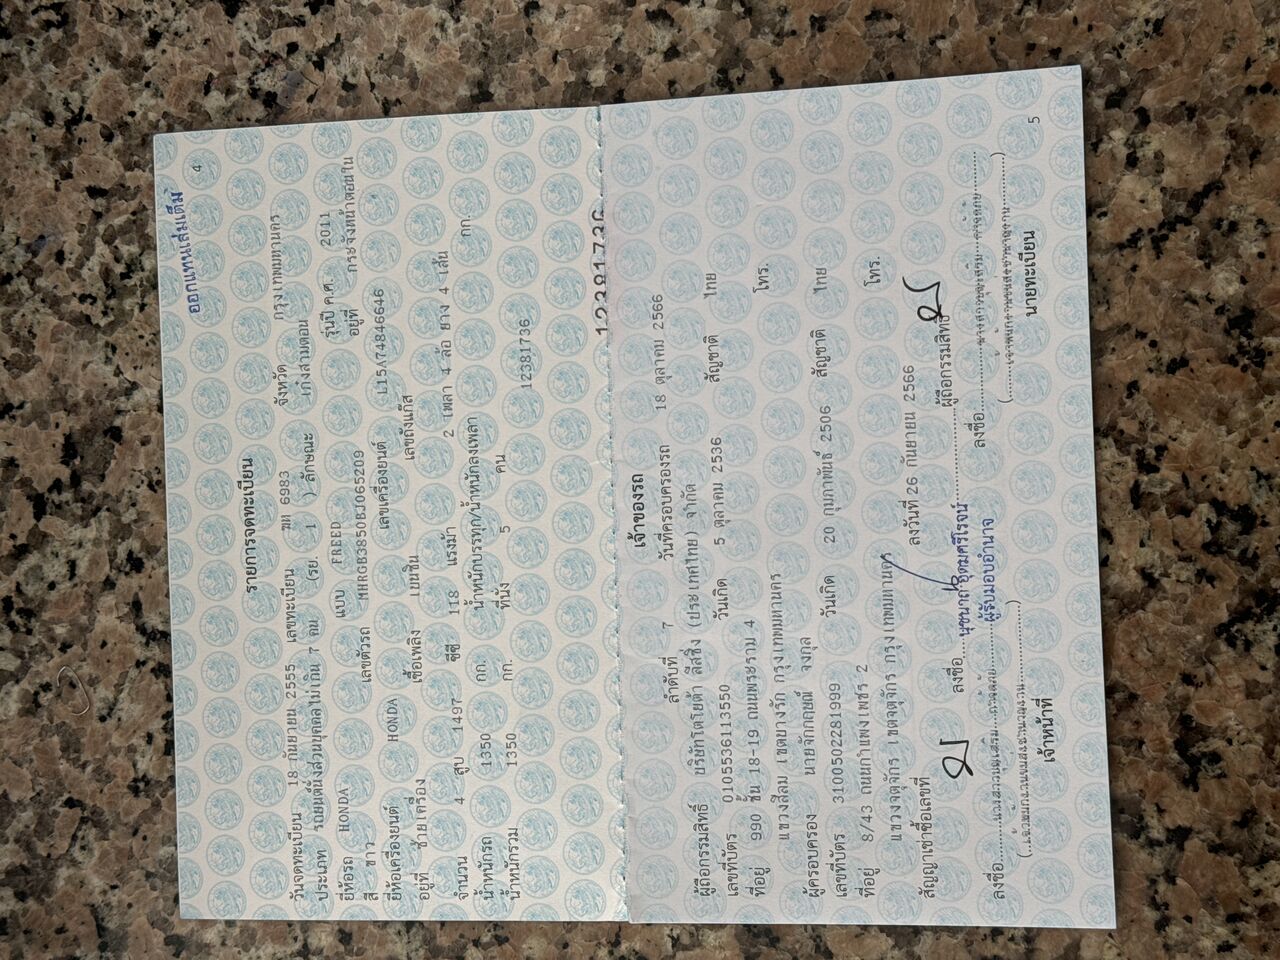 ออกแทนเล่มเต็ม
4
รายการจดทะเบียน
วันจดทะเบียน 18 กันยายน 2555 เลขทะเบียน ฆห 6983 จังหวัด กรุงเทพมหานคร
ประเภท รถยนต์นั่งส่วนบุคคลไม่เกิน 7 คน (รย. 1 ) ลักษณะ เก๋งสามตอน
ยี่ห้อรถ HONDA แบบ FREED รุ่นปี ค.ศ. 2011
สี ขาว เลขตัวรถ MHRGB3850BJ065209 อยู่ที่ กระจังหน้าตอนใน
ยี่ห้อเครื่องยนต์ HONDA เลขเครื่องยนต์ L15A74846646
อยู่ที่ ซ้ายเครื่อง เชื้อเพลิง เบนซิน เลขถังแก๊ส
จำนวน 4 สูบ 1497 ซีซี 118 แรงม้า 2 เพลา 4 ล้อ ยาง 4 เส้น
น้ำหนักรถ 1350 กก. น้ำหนักบรรทุก/น้ำหนักลงเพลา กก.
น้ำหนักรวม 1350 กก. ที่นั่ง 5 คน
12381736
เจ้าของรถ
ลำดับที่ 7 วันที่ครอบครองรถ 18 ตุลาคม 2566
ผู้ถือกรรมสิทธิ์ บริษัทโตโยต้า ลีสซิ่ง (ประเทศไทย) จำกัด
เลขที่บัตร 0105536113550 วันเกิด 5 ตุลาคม 2536 สัญชาติ ไทย
ที่อยู่ 990 ชั้น 18-19 ถนนพระราม 4 โทร.
แขวงสีลม เขตบางรัก กรุงเทพมหานคร
ผู้ครอบครอง นายจักกฤษณ์ จงกุล
เลขที่บัตร 3100502281999 วันเกิด 20 กุมภาพันธ์ 2506 สัญชาติ ไทย
ที่อยู่ 8/43 ถนนกำแพงเพชร 2 โทร.
แขวงจตุจักร เขตจตุจักร กรุงเทพมหานคร
สัญญาเช่าซื้อเลขที่ ลงวันที่ 26 กันยายน 2566
ลงชื่อ ผู้ถือกรรมสิทธิ์
ผู้รับมอบอำนาจ
ลงชื่อ ลงชื่อ
เจ้าหน้าที่ นายทะเบียน
5